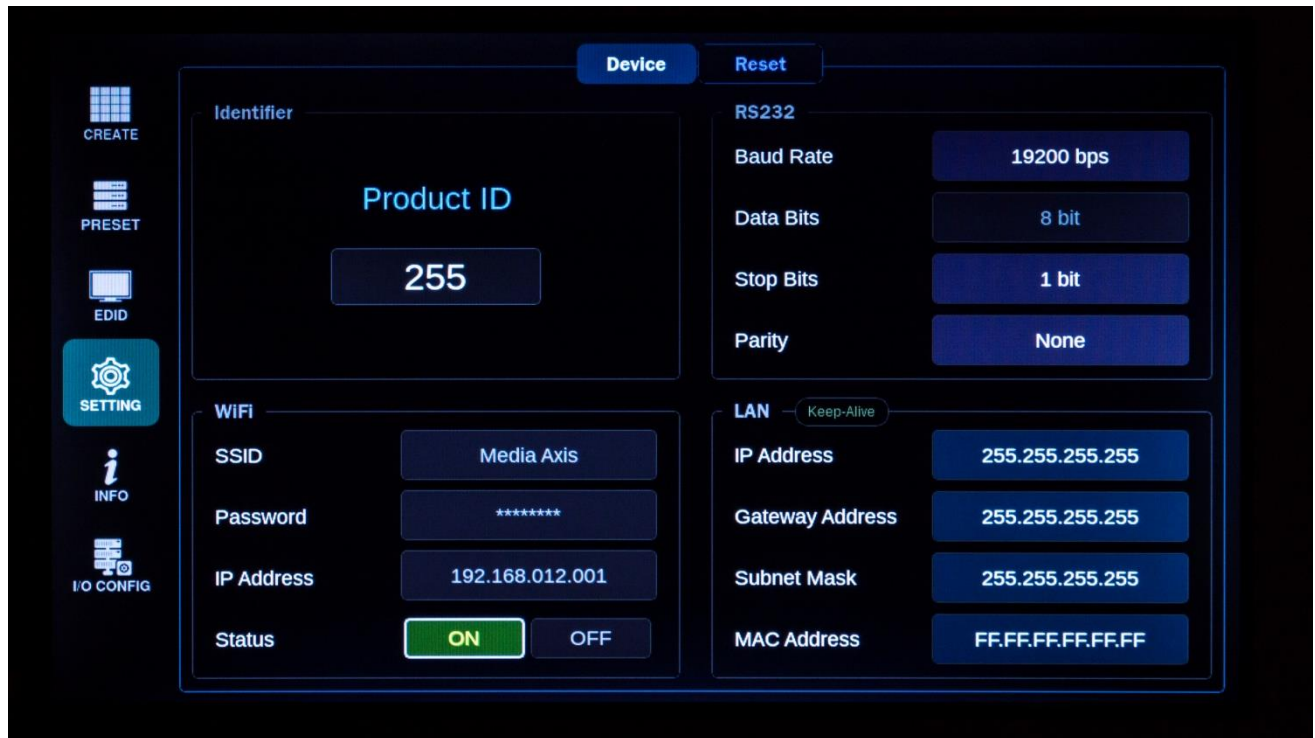 Device
Reset
CREATE
PRESET
EDID
SETTING
INFO
I/O CONFIG
Identifier
Product ID
255
RS232
Baud Rate
19200 bps
Data Bits
8 bit
Stop Bits
1 bit
Parity
None
WiFi
SSID
Media Axis
Password
********
IP Address
192.168.012.001
Status
ON
OFF
LAN
Keep-Alive
IP Address
255.255.255.255
Gateway Address
255.255.255.255
Subnet Mask
255.255.255.255
MAC Address
FF.FF.FF.FF.FF.FF